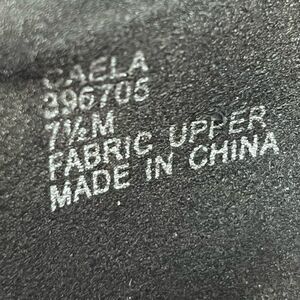 CAELA
396705
7½M
FABRIC UPPER
MADE IN CHINA